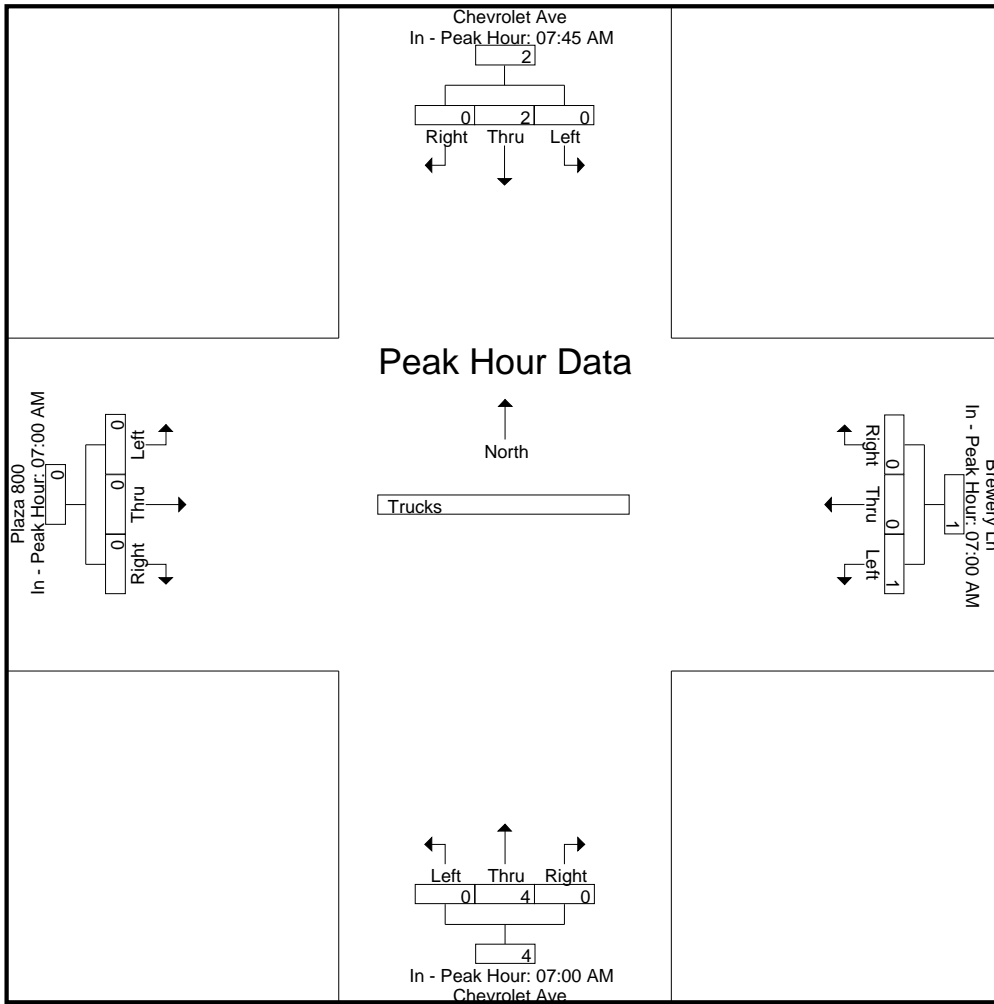 Chevrolet Ave
In - Peak Hour: 07:45 AM
2
0 2 0
Right Thru Left
Peak Hour Data
North
Trucks
Plaza 800
In - Peak Hour: 07:00 AM
0
0 0 0
Left Thru Right
Brewery Ln
In - Peak Hour: 07:00 AM
1
0 0 1
Right Thru Left
Left Thru Right
0 4 0
4
In - Peak Hour: 07:00 AM
Chevrolet Ave